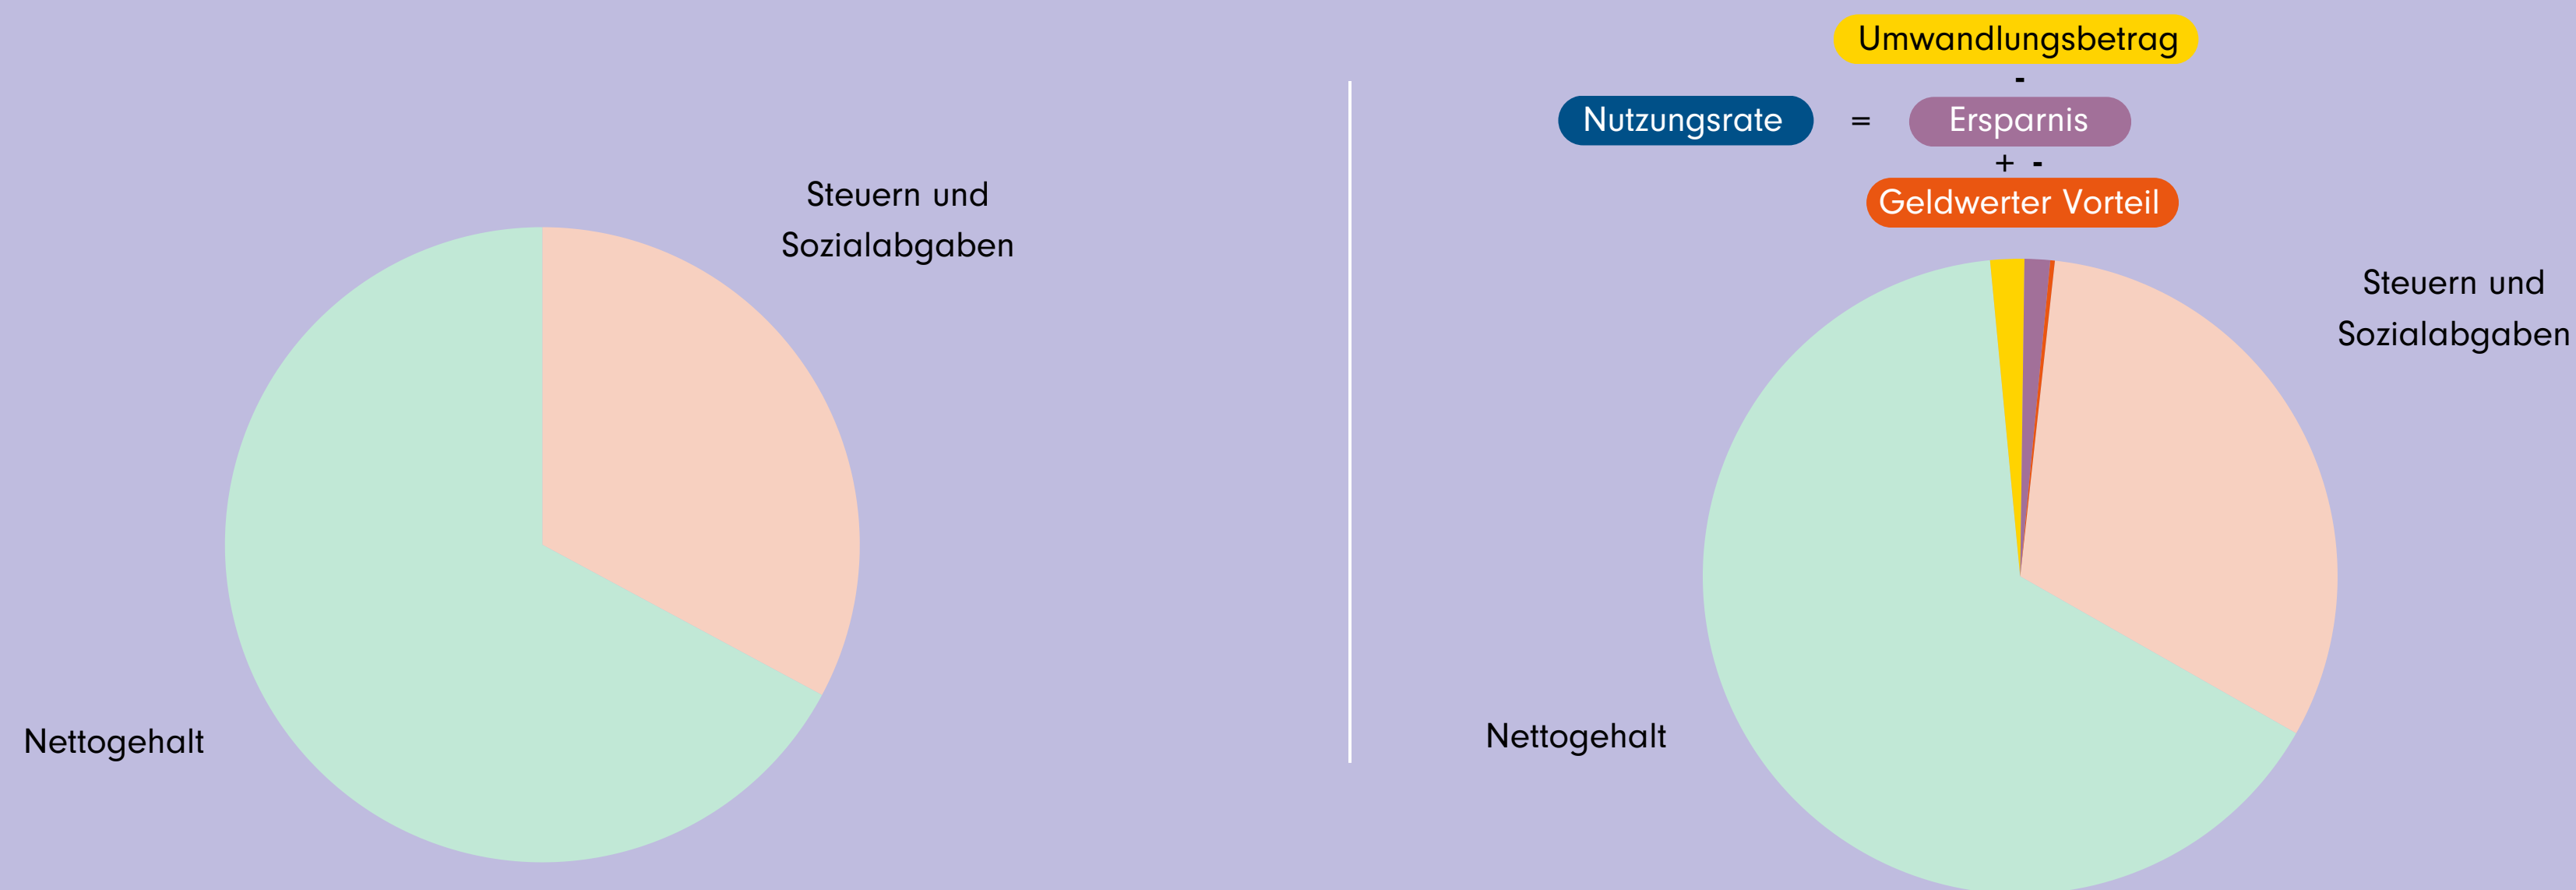 Steuern und
Sozialabgaben
Nettogehalt
Umwandlungsbetrag
-
Nutzungsrate = Ersparnis
+ -
Geldwerter Vorteil
Steuern und
Sozialabgaben
Nettogehalt